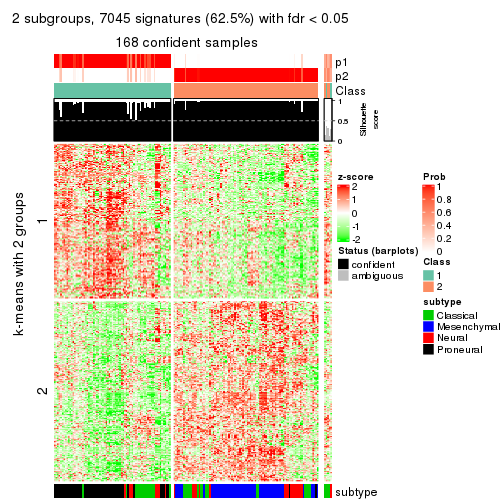 2 subgroups, 7045 signatures (62.5%) with fdr < 0.05
168 confident samples
p1
p2
Class
1
0.5
0
Silhouette
score
k-means with 2 groups
1
2
z-score
2
1
0
-1
-2
Status (barplots)
confident
ambiguous
Prob
1
0.8
0.6
0.4
0.2
0
Class
1
2
subtype
Classical
Mesenchymal
Neural
Proneural
subtype